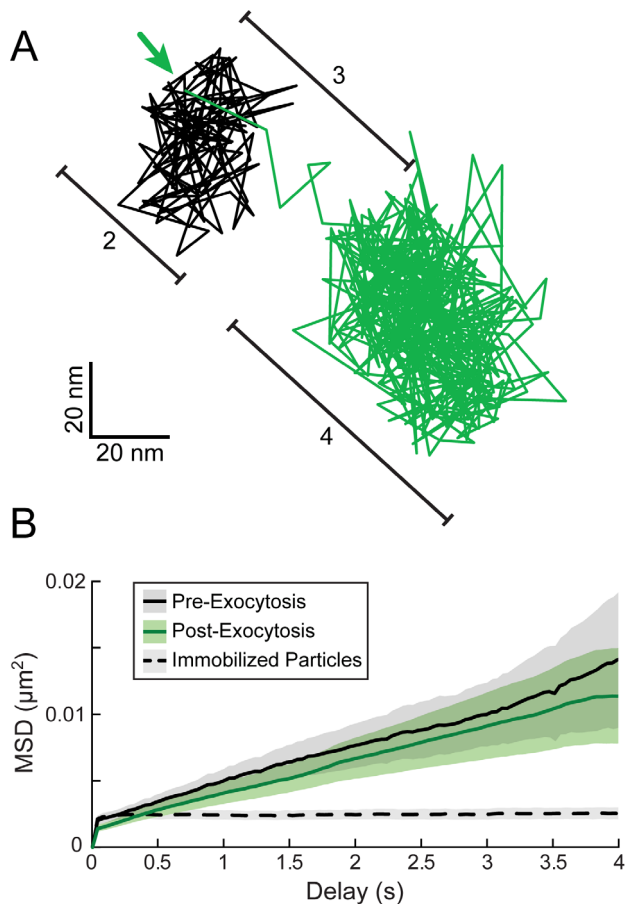 A
3
2
20 nm
20 nm
4
B
0.02
Pre-Exocytosis
Post-Exocytosis
Immobilized Particles
MSD (μm²)
0.01
0
0 0.5 1 1.5 2 2.5 3 3.5 4
Delay (s)